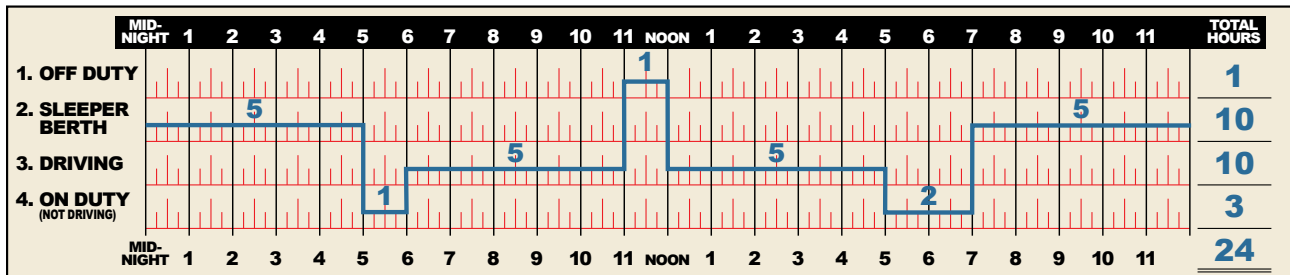 MID-NIGHT 1 2 3 4 5 6 7 8 9 10 11 NOON 1 2 3 4 5 6 7 8 9 10 11 TOTAL HOURS
1. OFF DUTY 1 1
2. SLEEPER BERTH 5 5 10
3. DRIVING 5 5 10
4. ON DUTY 1 2 3
(NOT DRIVING)
MID-NIGHT 1 2 3 4 5 6 7 8 9 10 11 NOON 1 2 3 4 5 6 7 8 9 10 11 24